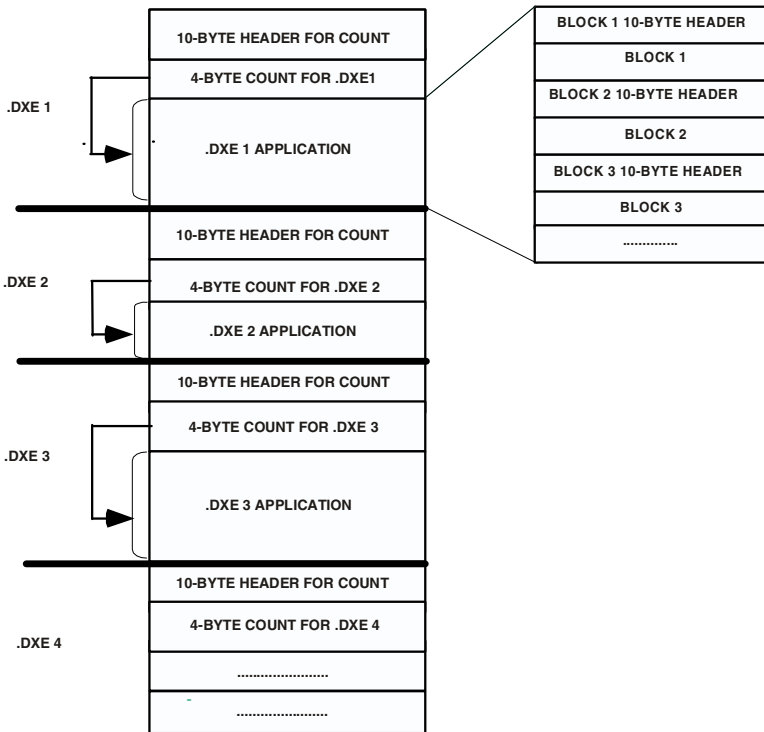 10-BYTE HEADER FOR COUNT
4-BYTE COUNT FOR .DXE1
.DXE 1
.DXE 1 APPLICATION
10-BYTE HEADER FOR COUNT
.DXE 2
4-BYTE COUNT FOR .DXE 2
.DXE 2 APPLICATION
10-BYTE HEADER FOR COUNT
4-BYTE COUNT FOR .DXE 3
.DXE 3
.DXE 3 APPLICATION
10-BYTE HEADER FOR COUNT
4-BYTE COUNT FOR .DXE 4
.DXE 4
.......................
.......................
BLOCK 1 10-BYTE HEADER
BLOCK 1
BLOCK 2 10-BYTE HEADER
BLOCK 2
BLOCK 3 10-BYTE HEADER
BLOCK 3
..............